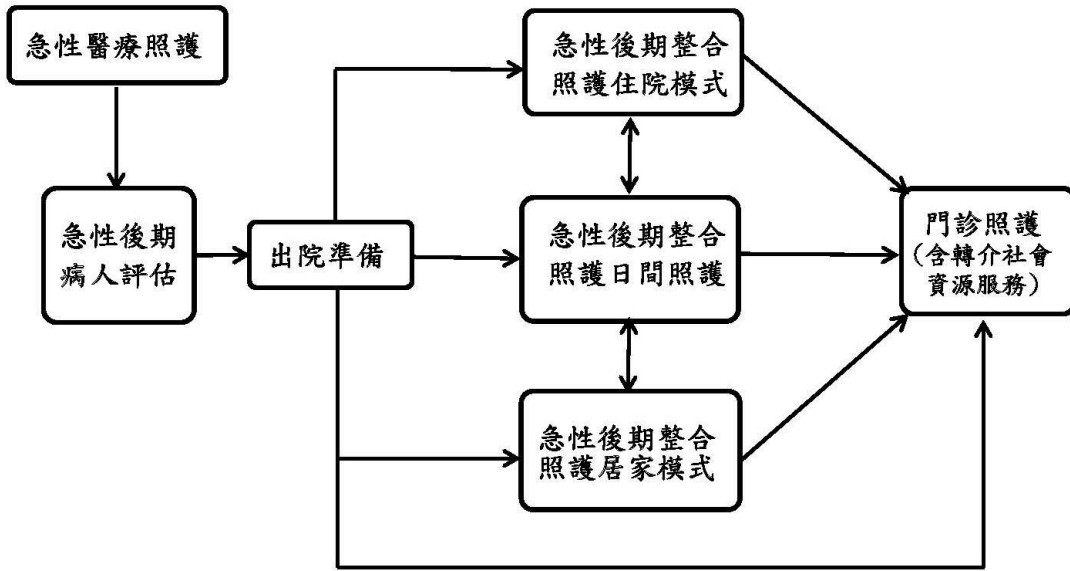 急性醫療照護
急性後期
病人評估
出院準備
急性後期整合
照護住院模式
急性後期整合
照護日間照護
急性後期整合
照護居家模式
門診照護
(含轉介社會
資源服務)